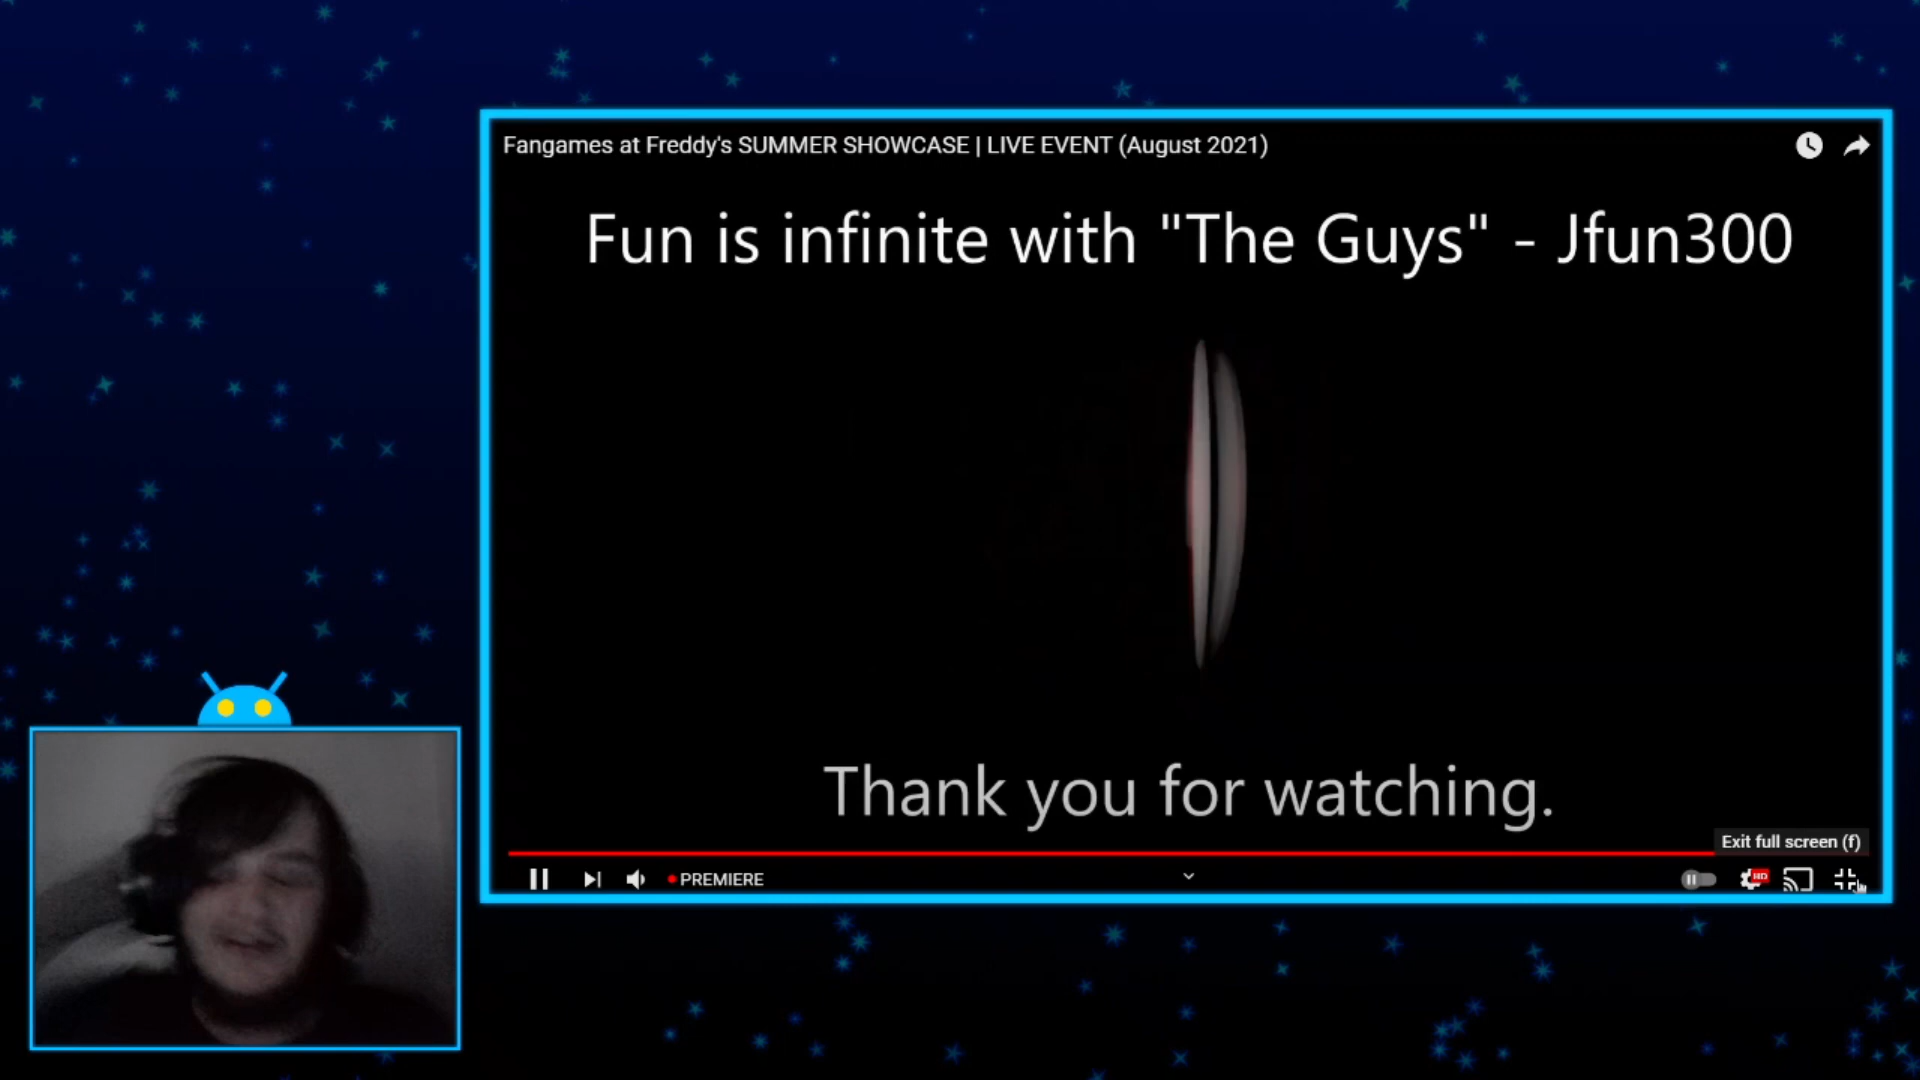 Fangames at Freddy's SUMMER SHOWCASE | LIVE EVENT (August 2021)
Fun is infinite with "The Guys" - Jfun300
Thank you for watching.
Exit full screen (f)
PREMIERE
HD